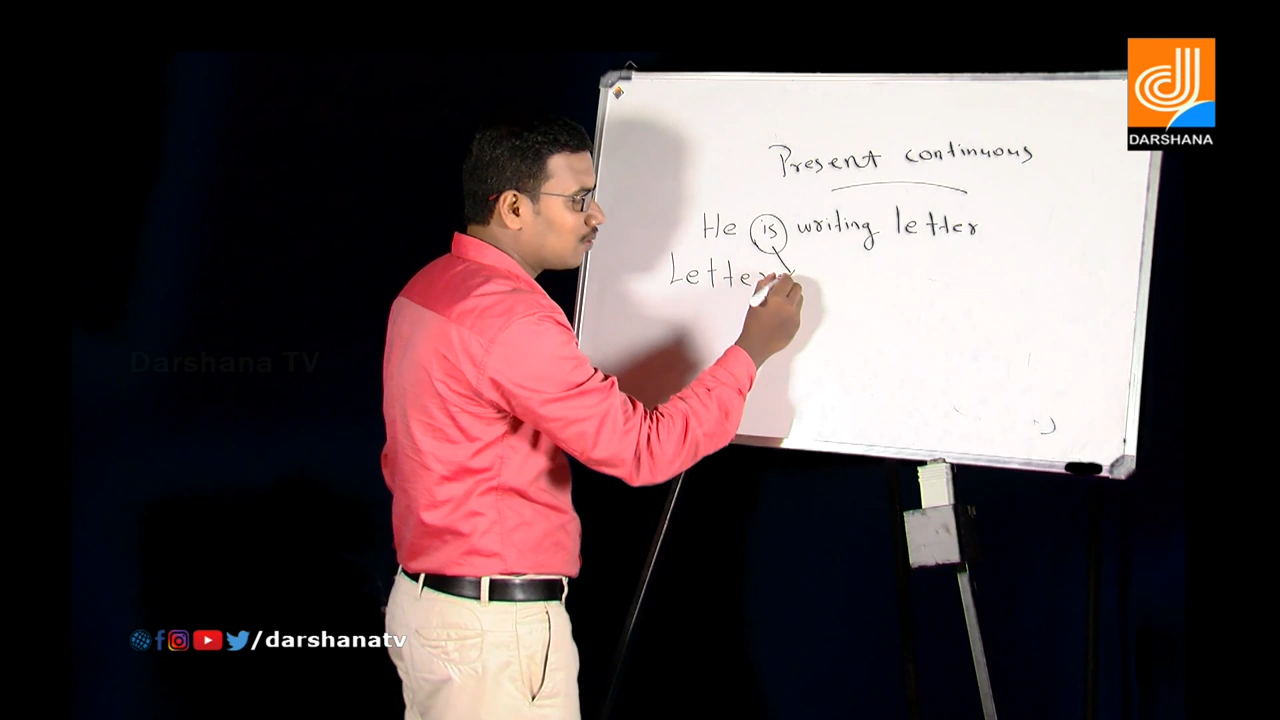 DARSHANA
Present continuous
He is writing letter
Letter
Darshana TV
/darshanatv